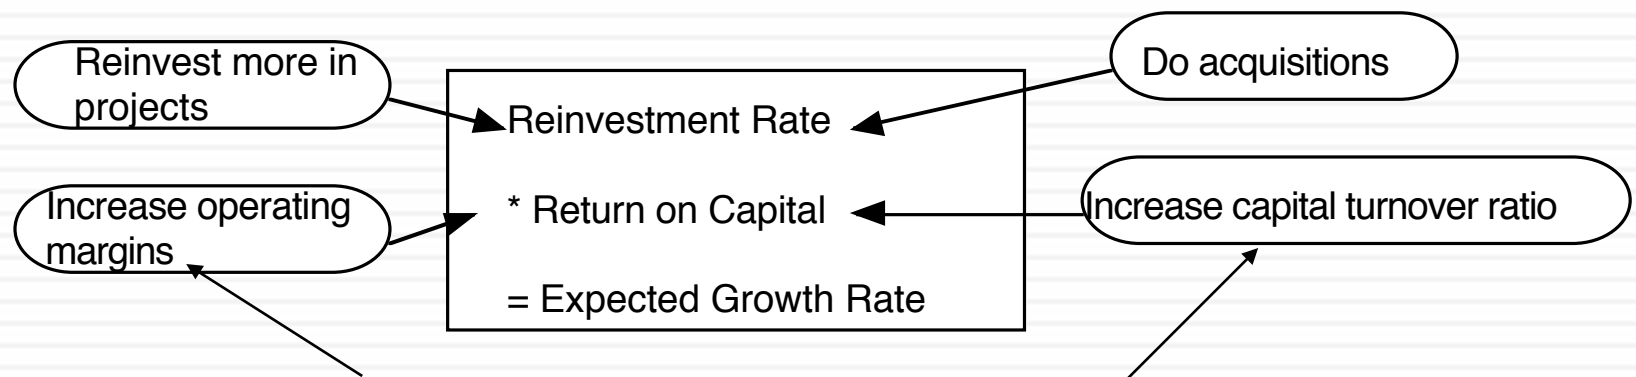 Reinvest more in
projects
Do acquisitions
Reinvestment Rate
Increase operating
margins
* Return on Capital
Increase capital turnover ratio
= Expected Growth Rate